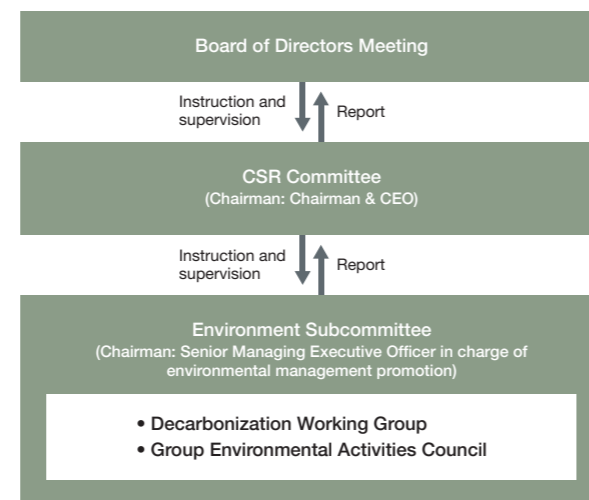 Board of Directors Meeting
Instruction and
supervision
Report
CSR Committee
(Chairman: Chairman & CEO)
Instruction and
supervision
Report
Environment Subcommittee
(Chairman: Senior Managing Executive Officer in charge of
environmental management promotion)
• Decarbonization Working Group
• Group Environmental Activities Council